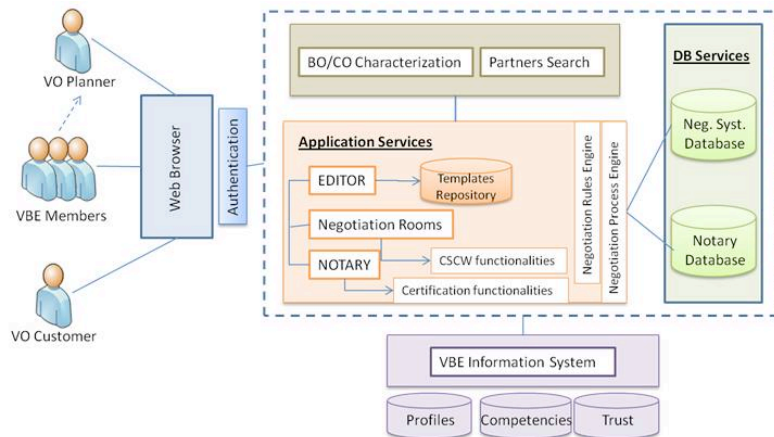 VO Planner
VBE Members
VO Customer
Web Browser
Authentication
BO/CO Characterization
Partners Search
Application Services
EDITOR
Templates
Repository
Negotiation Rooms
CSCW functionalities
NOTARY
Certification functionalities
Negotiation Rules Engine
Negotiation Process Engine
DB Services
Neg. Syst.
Database
Notary
Database
VBE Information System
Profiles
Competencies
Trust